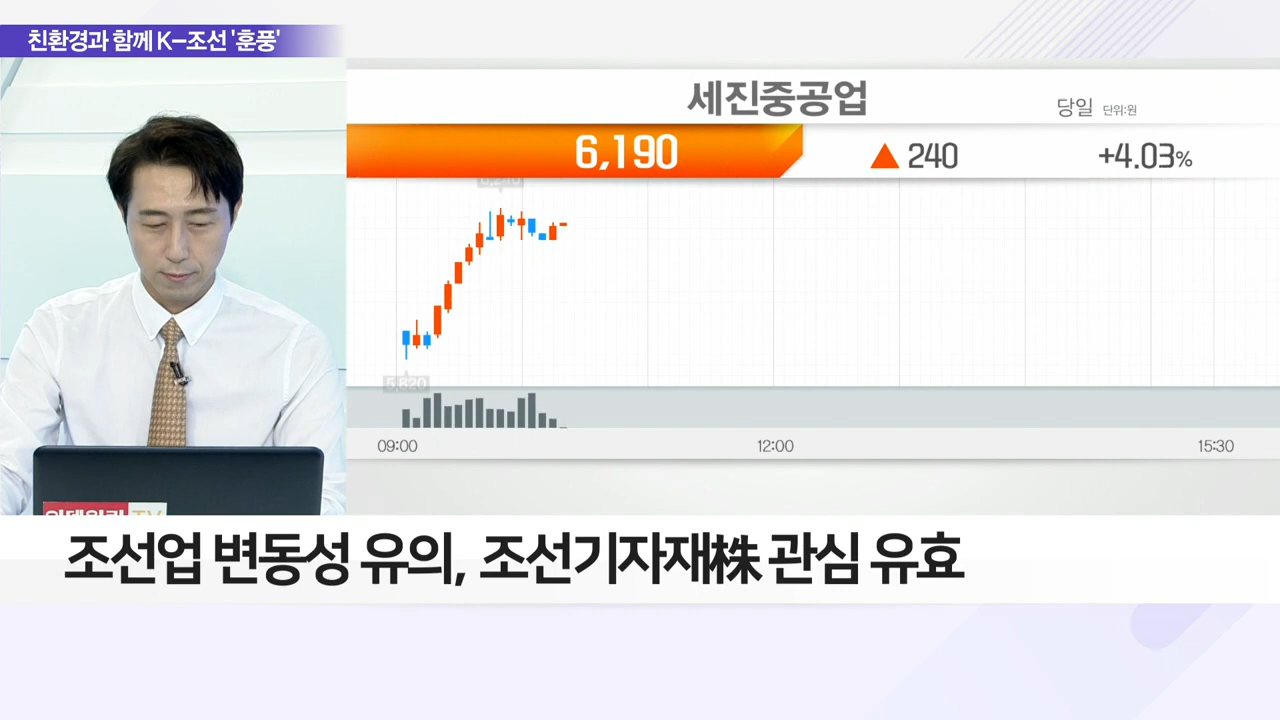 친환경과 함께 K-조선 '훈풍'
세진중공업
당일 단위:원
6,190 ▲ 240 +4.03%
5,820
09:00 12:00 15:30
TV
조선업 변동성 유의, 조선기자재株 관심 유효